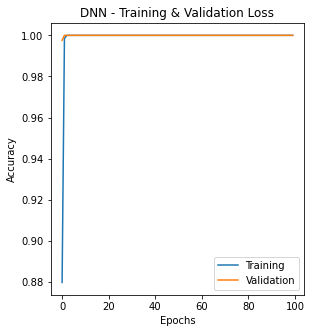 DNN - Training & Validation Loss
1.00
0.98
0.96
0.94
0.92
0.90
0.88
Accuracy
0 20 40 60 80 100
Epochs
Training
Validation